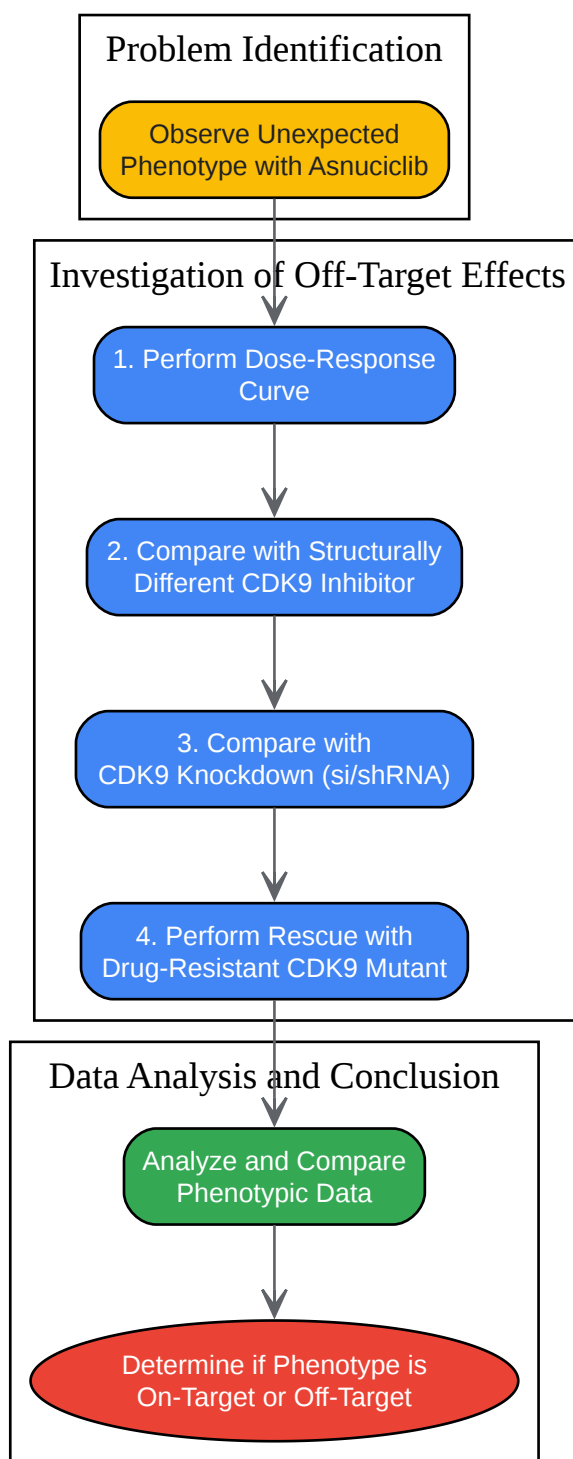 Problem Identification
Observe Unexpected
Phenotype with Asnuciclib
Investigation of Off-Target Effects
1. Perform Dose-Response
Curve
2. Compare with Structurally
Different CDK9 Inhibitor
3. Compare with
CDK9 Knockdown (si/shRNA)
4. Perform Rescue with
Drug-Resistant CDK9 Mutant
Data Analysis and Conclusion
Analyze and Compare
Phenotypic Data
Determine if Phenotype is
On-Target or Off-Target